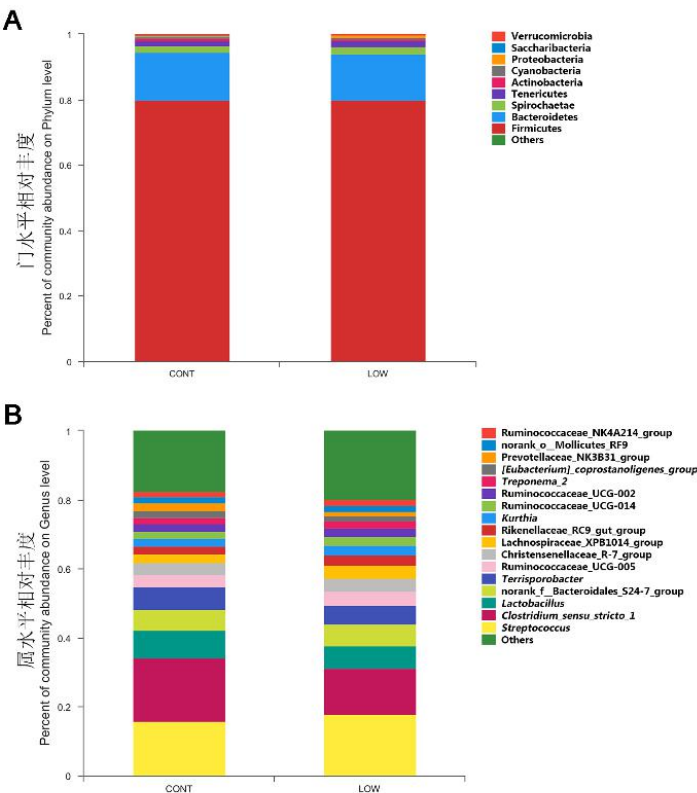 A
门水平相对丰度
Percent of community abundance on Phylum level
1
0.8
0.6
0.4
0.2
0
CONT
LOW
Verrucomicrobia
Saccharibacteria
Proteobacteria
Cyanobacteria
Actinobacteria
Tenericutes
Spirochaetae
Bacteroidetes
Firmicutes
Others
B
属水平相对丰度
Percent of community abundance on Genus level
1
0.8
0.6
0.4
0.2
0
CONT
LOW
Ruminococcaceae_NK4A214_group
norank_o__Mollicutes_RF9
Prevotellaceae_NK3B31_group
[Eubacterium]_coprostanoligenes_group
Treponema_2
Ruminococcaceae_UCG-002
Ruminococcaceae_UCG-014
Kurthia
Rikenellaceae_RC9_gut_group
Lachnospiraceae_XPB1014_group
Christensenellaceae_R-7_group
Ruminococcaceae_UCG-005
Terrisporobacter
norank_f__Bacteroidales_S24-7_group
Lactobacillus
Clostridium_sensu_stricto_1
Streptococcus
Others